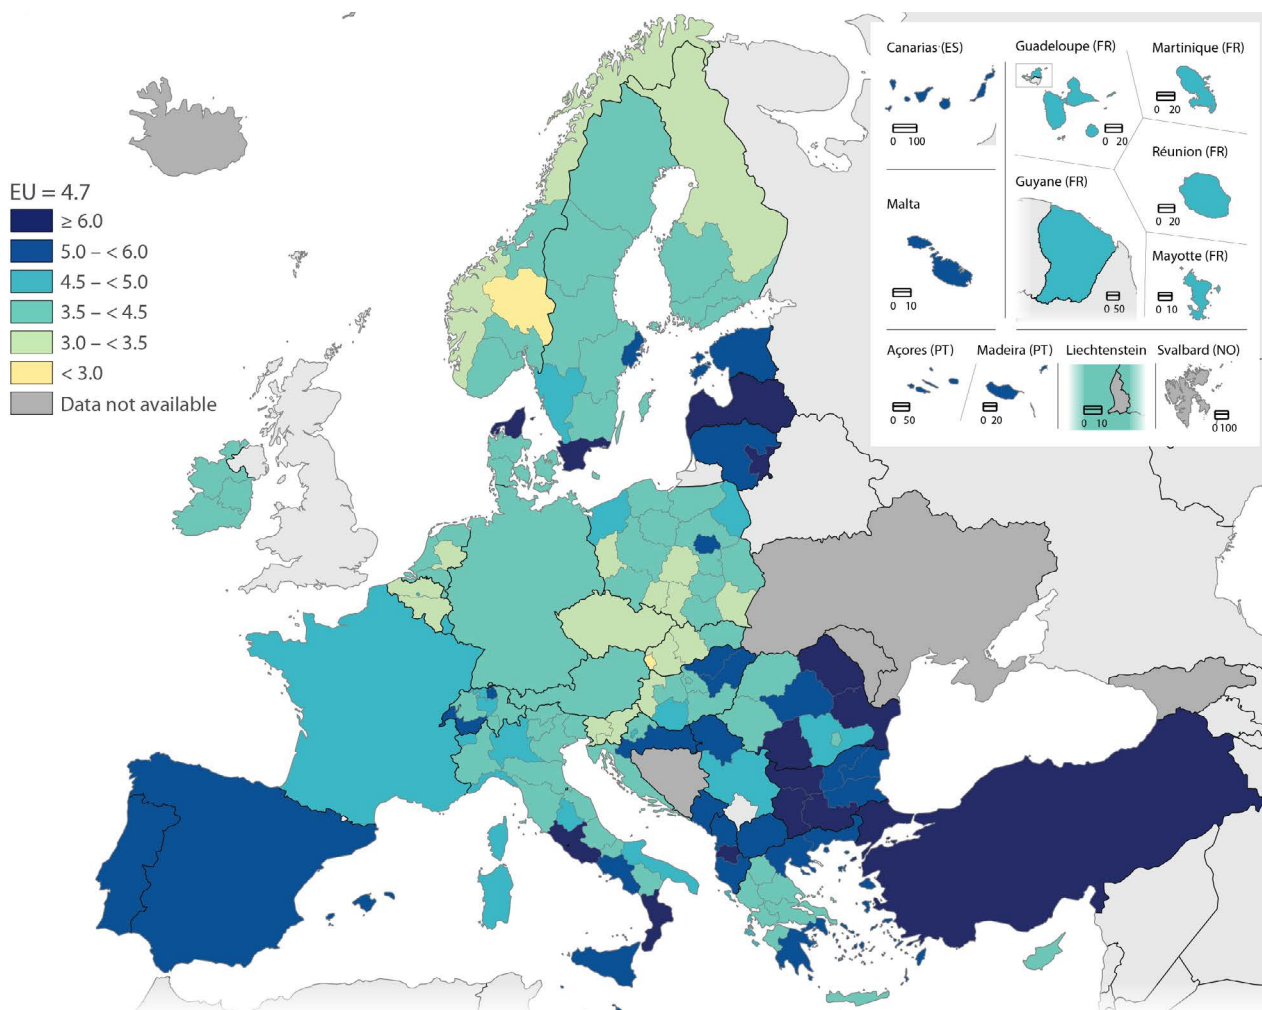 EU = 4.7
≥ 6.0
5.0 – < 6.0
4.5 – < 5.0
3.5 – < 4.5
3.0 – < 3.5
< 3.0
Data not available
Canarias (ES)
0 100
Guadeloupe (FR)
0 20
Martinique (FR)
0 20
Réunion (FR)
0 20
Malta
0 10
Guyane (FR)
0 50
Mayotte (FR)
0 10
Açores (PT)
0 50
Madeira (PT)
0 20
Liechtenstein
0 10
Svalbard (NO)
0 100